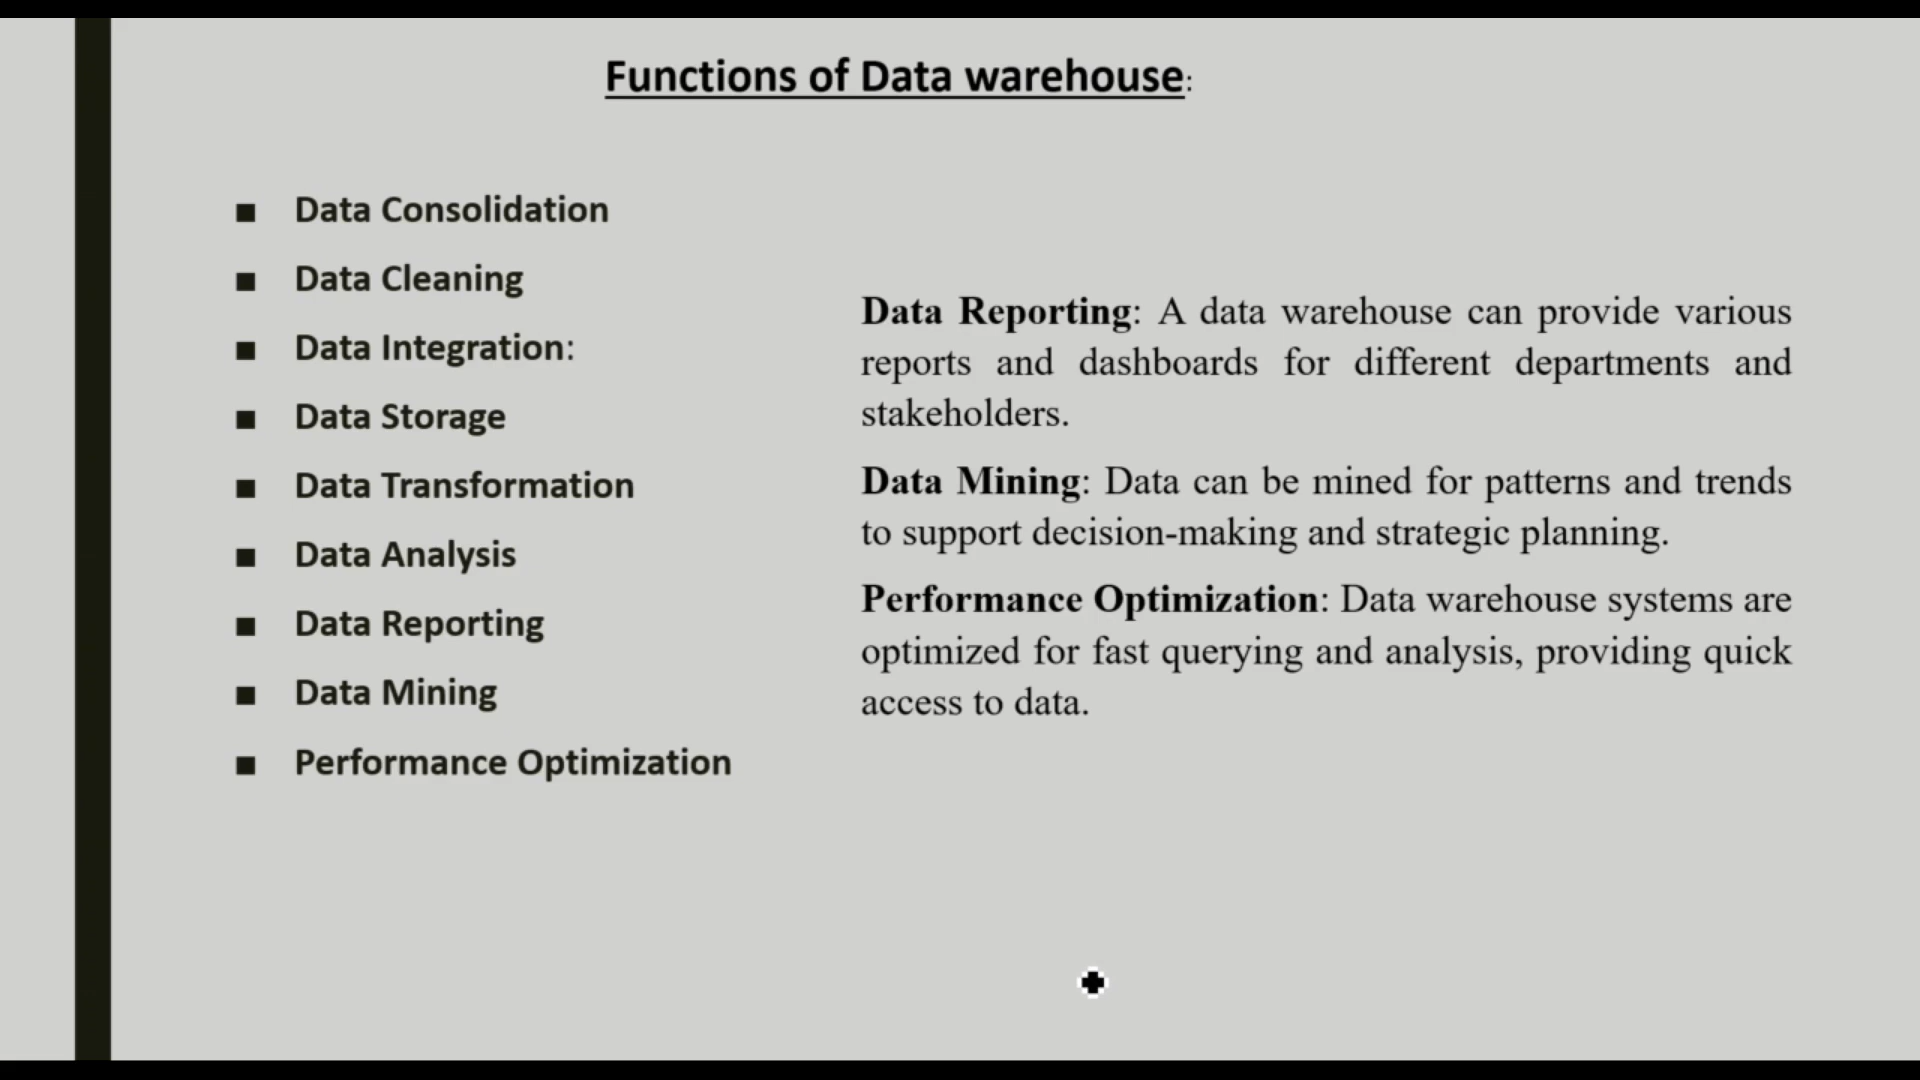 Functions of Data warehouse:
■ Data Consolidation
■ Data Cleaning
■ Data Integration:
■ Data Storage
■ Data Transformation
■ Data Analysis
■ Data Reporting
■ Data Mining
■ Performance Optimization
Data Reporting: A data warehouse can provide various
reports and dashboards for different departments and
stakeholders.
Data Mining: Data can be mined for patterns and trends
to support decision-making and strategic planning.
Performance Optimization: Data warehouse systems are
optimized for fast querying and analysis, providing quick
access to data.